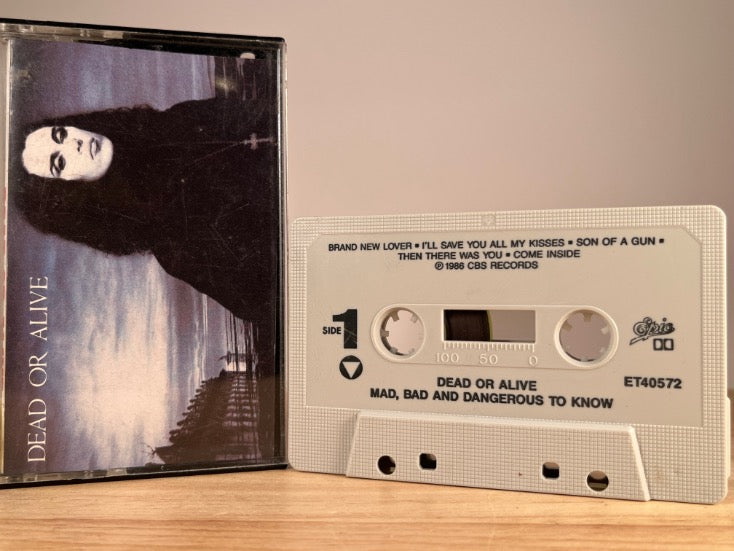 DEAD OR ALIVE
BRAND NEW LOVER ▪ I'LL SAVE YOU ALL MY KISSES ▪ SON OF A GUN ▪
THEN THERE WAS YOU ▪ COME INSIDE
℗ 1986 CBS RECORDS
SIDE 1
100 50 0
Epic
DEAD OR ALIVE
ET40572
MAD, BAD AND DANGEROUS TO KNOW